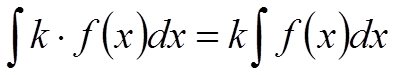 ∫k · f(x)dx = k∫f(x)dx